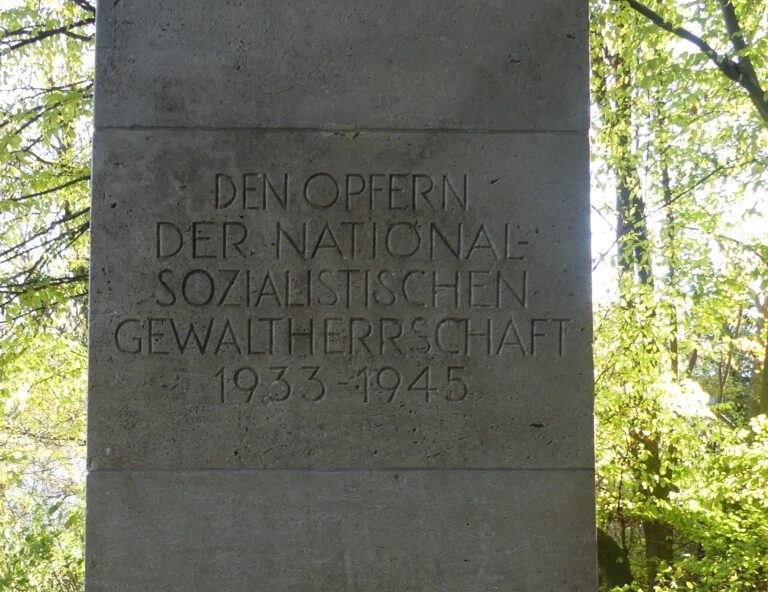 DEN OPFERN
DER NATIONAL-
SOZIALISTISCHEN
GEWALTHERRSCHAFT
1933-1945